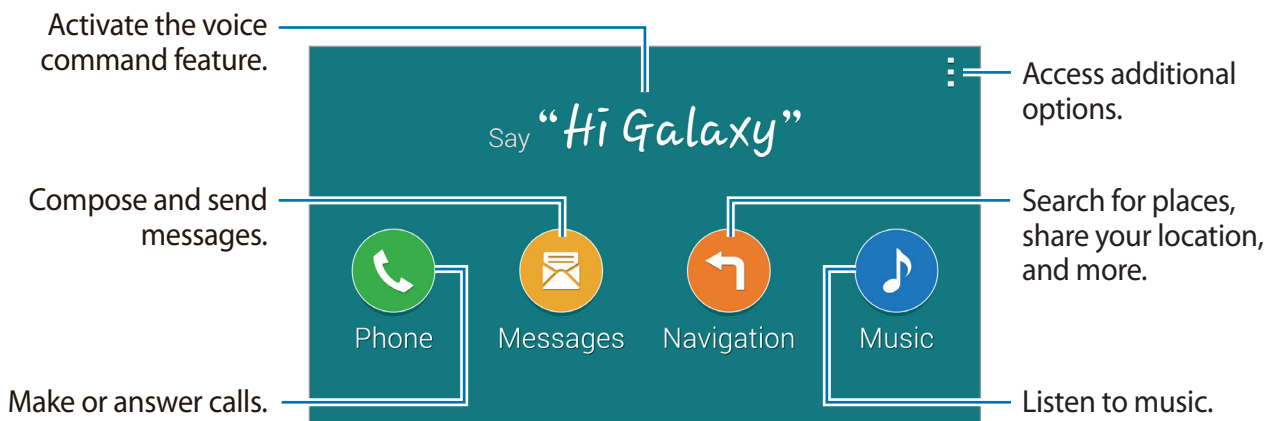 Activate the voice
command feature.
Access additional
options.
Say “Hi Galaxy”
Compose and send
messages.
Search for places,
share your location,
and more.
Phone
Messages
Navigation
Music
Make or answer calls.
Listen to music.